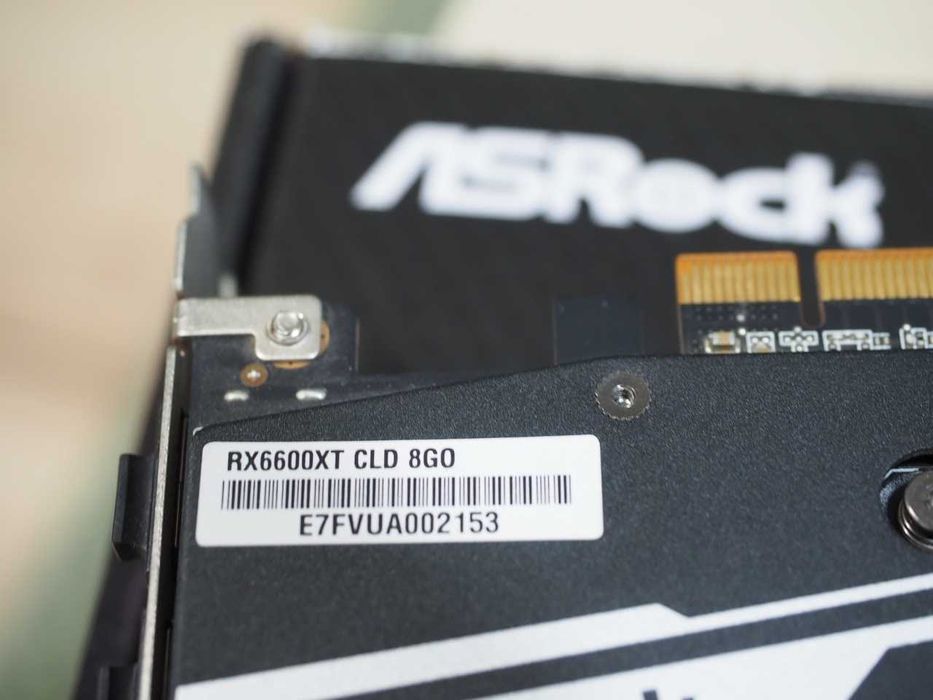 ASRock
RX6600XT CLD 8GO
E7FVUA002153